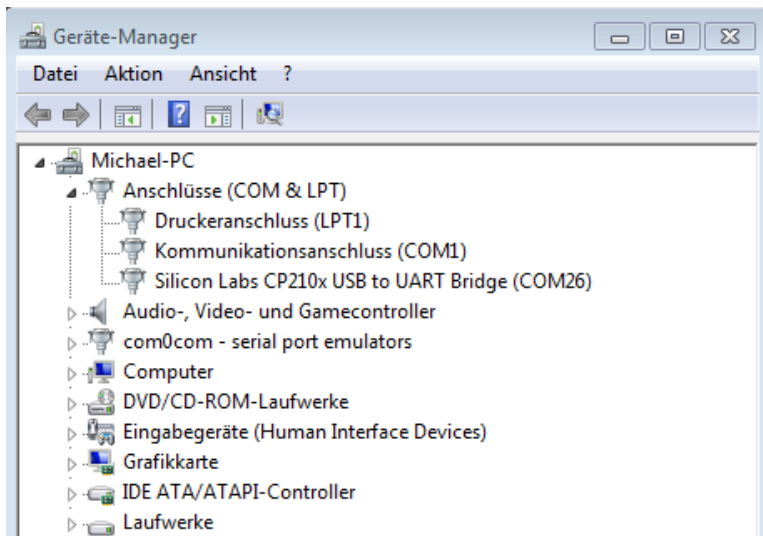 Geräte-Manager
Datei Aktion Ansicht ?
?
Michael-PC
Anschlüsse (COM & LPT)
Druckeranschluss (LPT1)
Kommunikationsanschluss (COM1)
Silicon Labs CP210x USB to UART Bridge (COM26)
Audio-, Video- und Gamecontroller
com0com - serial port emulators
Computer
DVD/CD-ROM-Laufwerke
Eingabegeräte (Human Interface Devices)
Grafikkarte
IDE ATA/ATAPI-Controller
Laufwerke